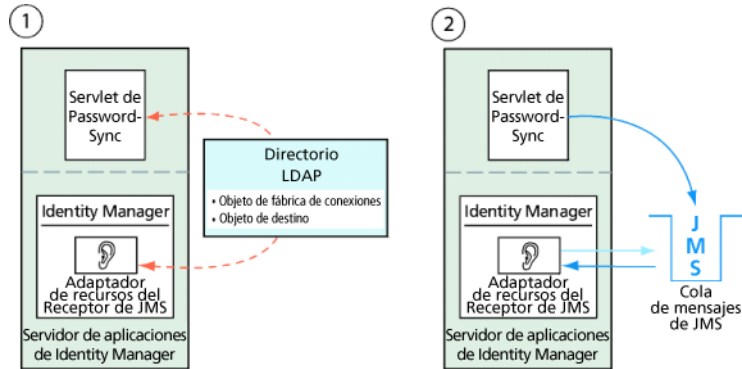 1
Servlet de
Password-
Sync
Directorio
LDAP
• Objeto de fábrica de conexiones
• Objeto de destino
Identity Manager
Adaptador
de recursos del
Receptor de JMS
Servidor de aplicaciones
de Identity Manager
2
Servlet de
Password-
Sync
Identity Manager
Adaptador
de recursos del
Receptor de JMS
Servidor de aplicaciones
de Identity Manager
J
M
S
Cola
de mensajes
de JMS